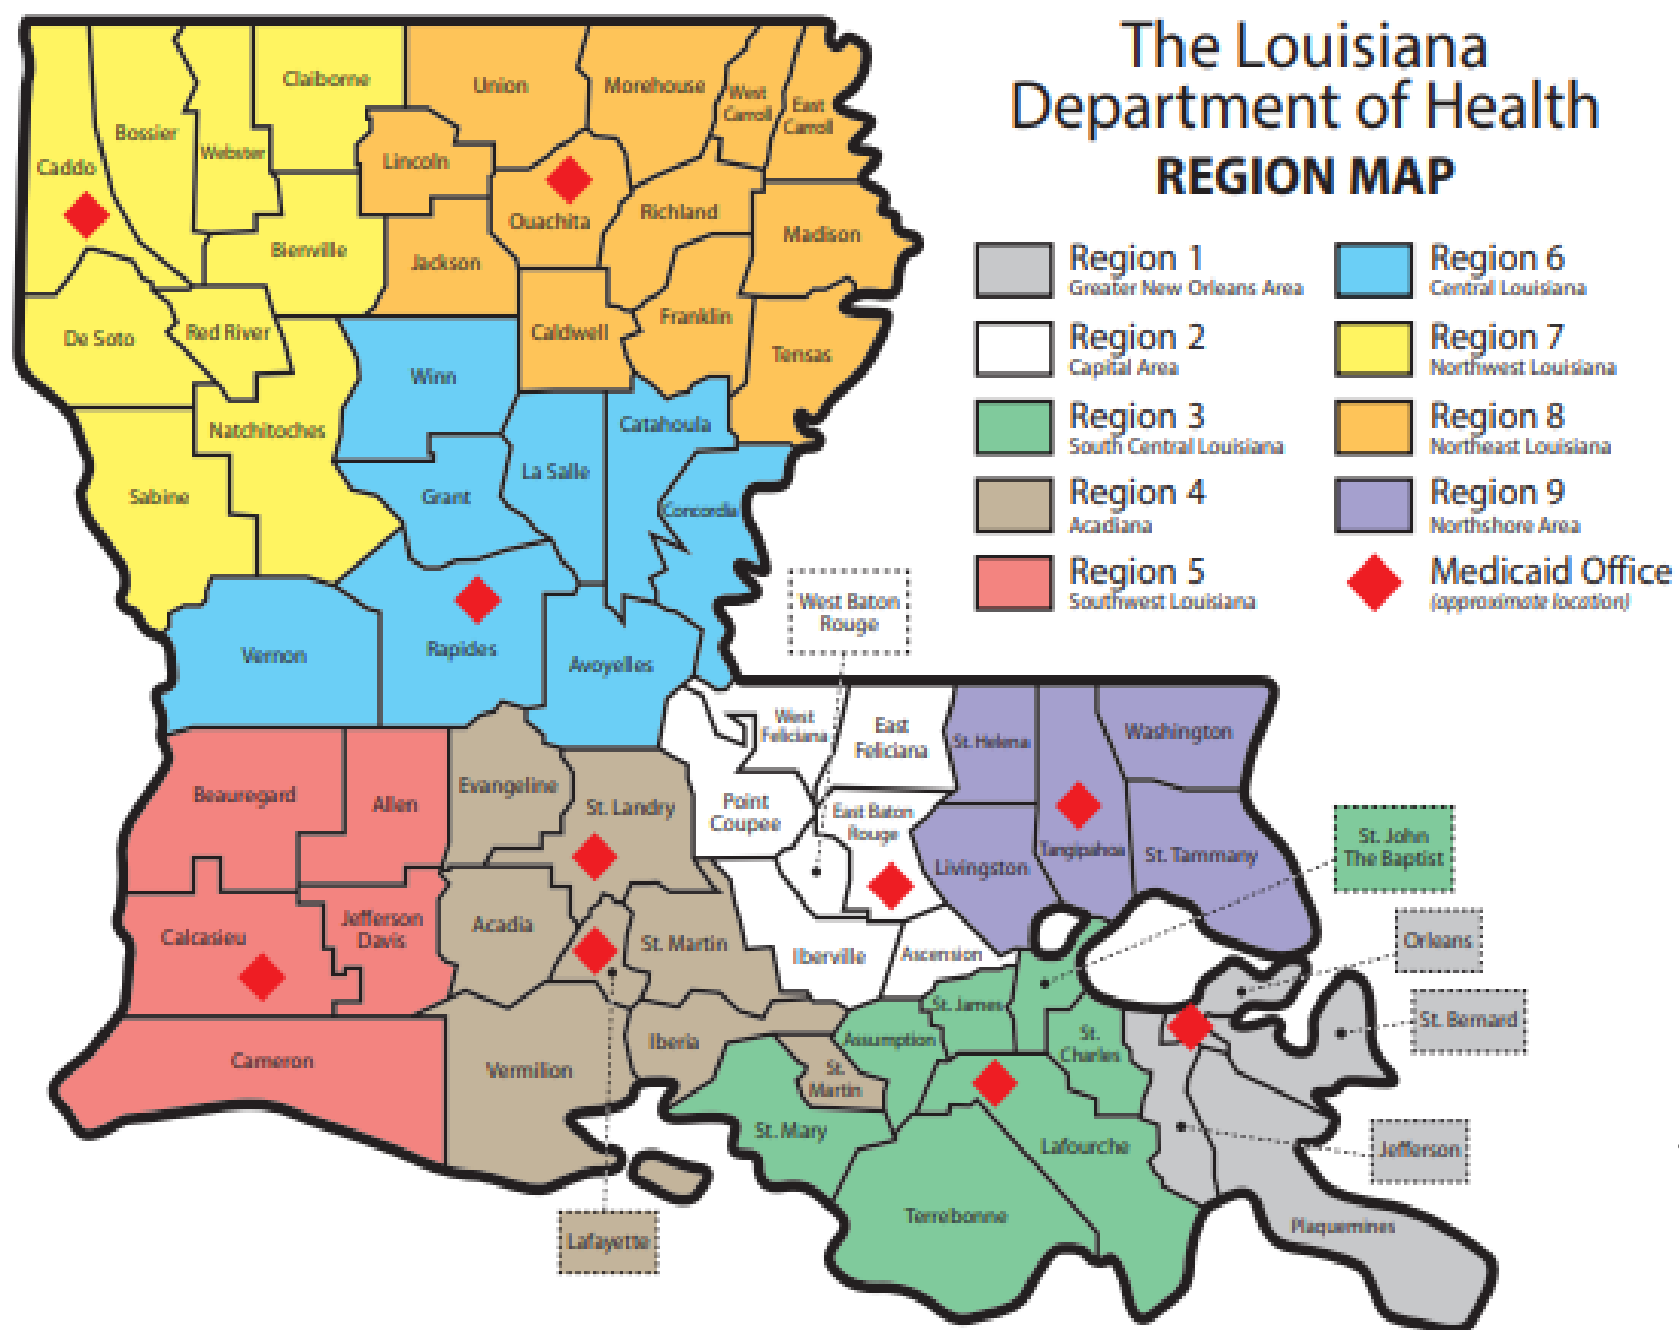 The Louisiana
Department of Health
REGION MAP
Region 1
Greater New Orleans Area
Region 2
Capital Area
Region 3
South Central Louisiana
Region 4
Acadiana
Region 5
Southwest Louisiana
Region 6
Central Louisiana
Region 7
Northwest Louisiana
Region 8
Northeast Louisiana
Region 9
Northshore Area
Medicaid Office
(approximate location)
Caddo
Bossier
Webster
Claiborne
Union
Morehouse
West
Carroll
East
Carroll
Lincoln
Ouachita
Richland
Madison
Bienville
Jackson
De Soto
Red River
Caldwell
Franklin
Tensas
Winn
Natchitoches
Catahoula
Sabine
Grant
La Salle
Concordia
Vernon
Rapides
Avoyelles
West Baton
Rouge
West
Feliciana
East
Feliciana
St. Helena
Washington
Beauregard
Allen
Evangeline
St. Landry
Point
Coupee
East Baton
Rouge
Livingston
Tangipahoa
St. Tammany
St. John
The Baptist
Calcasieu
Jefferson
Davis
Acadia
St. Martin
Iberville
Ascension
Orleans
St. James
St. Bernard
Cameron
Vermilion
Iberia
Assumption
St.
Charles
St.
Martin
St. Mary
Lafourche
Jefferson
Terrebonne
Plaquemines
Lafayette